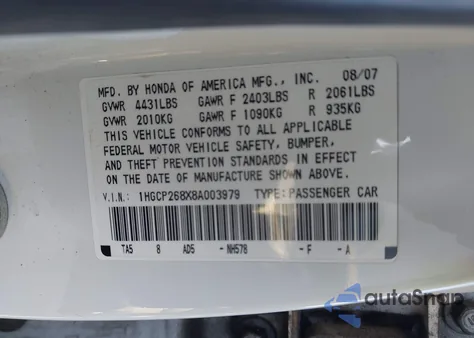 MFD. BY HONDA OF AMERICA MFG., INC. 08/07
GVWR 4431LBS GAWR F 2403LBS R 2061LBS
GVWR 2010KG GAWR F 1090KG R 935KG
THIS VEHICLE CONFORMS TO ALL APPLICABLE
FEDERAL MOTOR VEHICLE SAFETY, BUMPER,
AND THEFT PREVENTION STANDARDS IN EFFECT
ON THE DATE OF MANUFACTURE SHOWN ABOVE.
V.I.N.: 1HGCP268X8A003979 TYPE:PASSENGER CAR
TA5 8 AD5 -NH578 -F -A
autoSnap